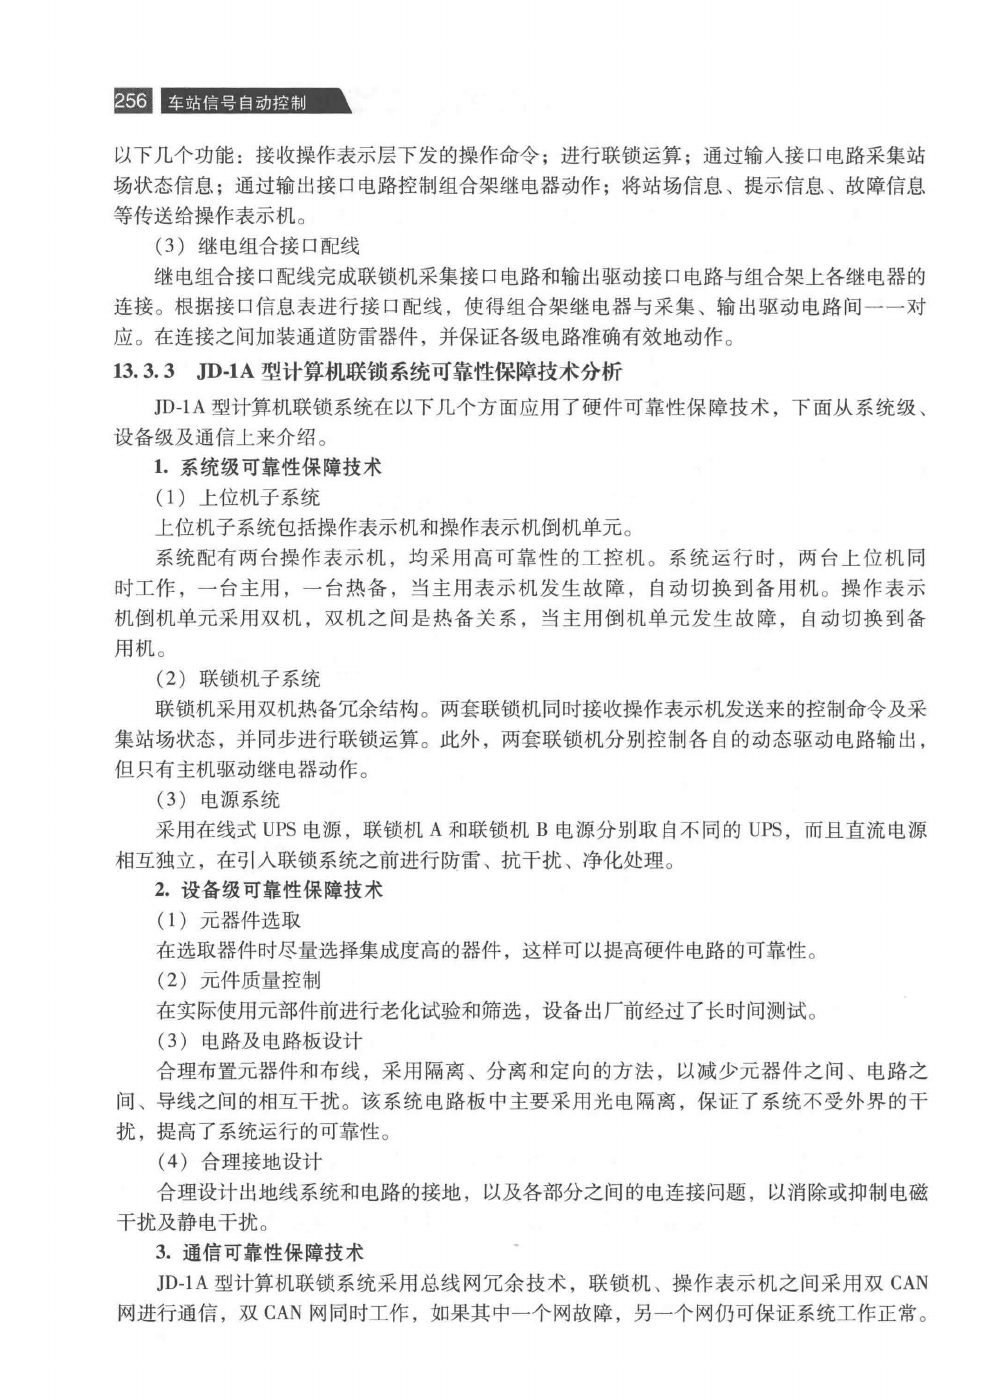 256 车站信号自动控制
以下几个功能：接收操作表示层下发的操作命令；进行联锁运算；通过输入接口电路采集站
场状态信息；通过输出接口电路控制组合架继电器动作；将站场信息、提示信息、故障信息
等传送给操作表示机。
（3）继电组合接口配线
继电组合接口配线完成联锁机采集接口电路和输出驱动接口电路与组合架上各继电器的
连接。根据接口信息表进行接口配线，使得组合架继电器与采集、输出驱动电路间一一对
应。在连接之间加装通道防雷器件，并保证各级电路准确有效地动作。
13.3.3 JD-1A 型计算机联锁系统可靠性保障技术分析
JD-1A 型计算机联锁系统在以下几个方面应用了硬件可靠性保障技术，下面从系统级、
设备级及通信上来介绍。
1. 系统级可靠性保障技术
（1）上位机子系统
上位机子系统包括操作表示机和操作表示机倒机单元。
系统配有两台操作表示机，均采用高可靠性的工控机。系统运行时，两台上位机同
时工作，一台主用，一台热备，当主用表示机发生故障，自动切换到备用机。操作表示
机倒机单元采用双机，双机之间是热备关系，当主用倒机单元发生故障，自动切换到备
用机。
（2）联锁机子系统
联锁机采用双机热备冗余结构。两套联锁机同时接收操作表示机发送来的控制命令及采
集站场状态，并同步进行联锁运算。此外，两套联锁机分别控制各自的动态驱动电路输出，
但只有主机驱动继电器动作。
（3）电源系统
采用在线式 UPS 电源，联锁机 A 和联锁机 B 电源分别取自不同的 UPS，而且直流电源
相互独立，在引入联锁系统之前进行防雷、抗干扰、净化处理。
2. 设备级可靠性保障技术
（1）元器件选取
在选取器件时尽量选择集成度高的器件，这样可以提高硬件电路的可靠性。
（2）元件质量控制
在实际使用元部件前进行老化试验和筛选，设备出厂前经过了长时间测试。
（3）电路及电路板设计
合理布置元器件和布线，采用隔离、分离和定向的方法，以减少元器件之间、电路之
间、导线之间的相互干扰。该系统电路板中主要采用光电隔离，保证了系统不受外界的干
扰，提高了系统运行的可靠性。
（4）合理接地设计
合理设计出地线系统和电路的接地，以及各部分之间的电连接问题，以消除或抑制电磁
干扰及静电干扰。
3. 通信可靠性保障技术
JD-1A 型计算机联锁系统采用总线网冗余技术，联锁机、操作表示机之间采用双 CAN
网进行通信，双 CAN 网同时工作，如果其中一个网故障，另一个网仍可保证系统工作正常。